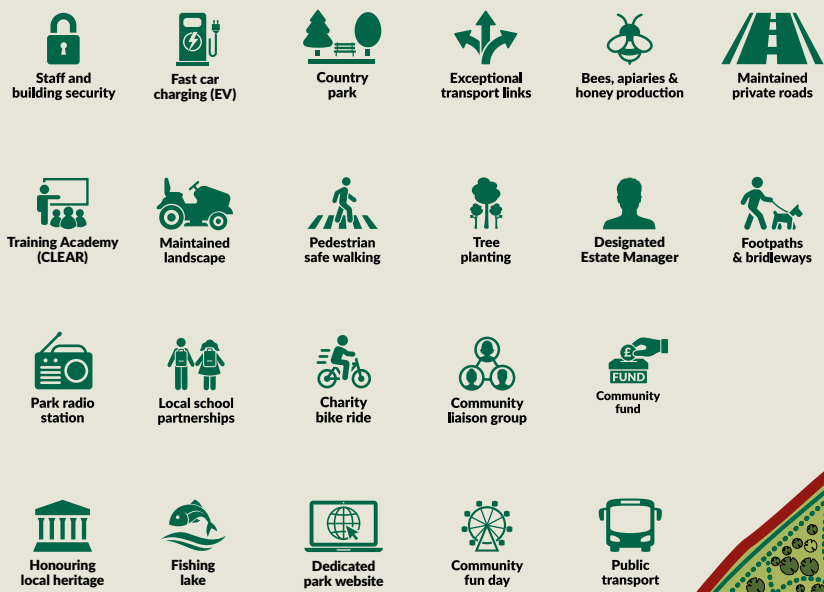 Staff and
building security
Fast car
charging (EV)
Country
park
Exceptional
transport links
Bees, apiaries &
honey production
Maintained
private roads
Training Academy
(CLEAR)
Maintained
landscape
Pedestrian
safe walking
Tree
planting
Designated
Estate Manager
Footpaths
& bridleways
Park radio
station
Local school
partnerships
Charity
bike ride
Community
liaison group
£
FUND
Community
fund
Honouring
local heritage
Fishing
lake
Dedicated
park website
Community
fun day
Public
transport